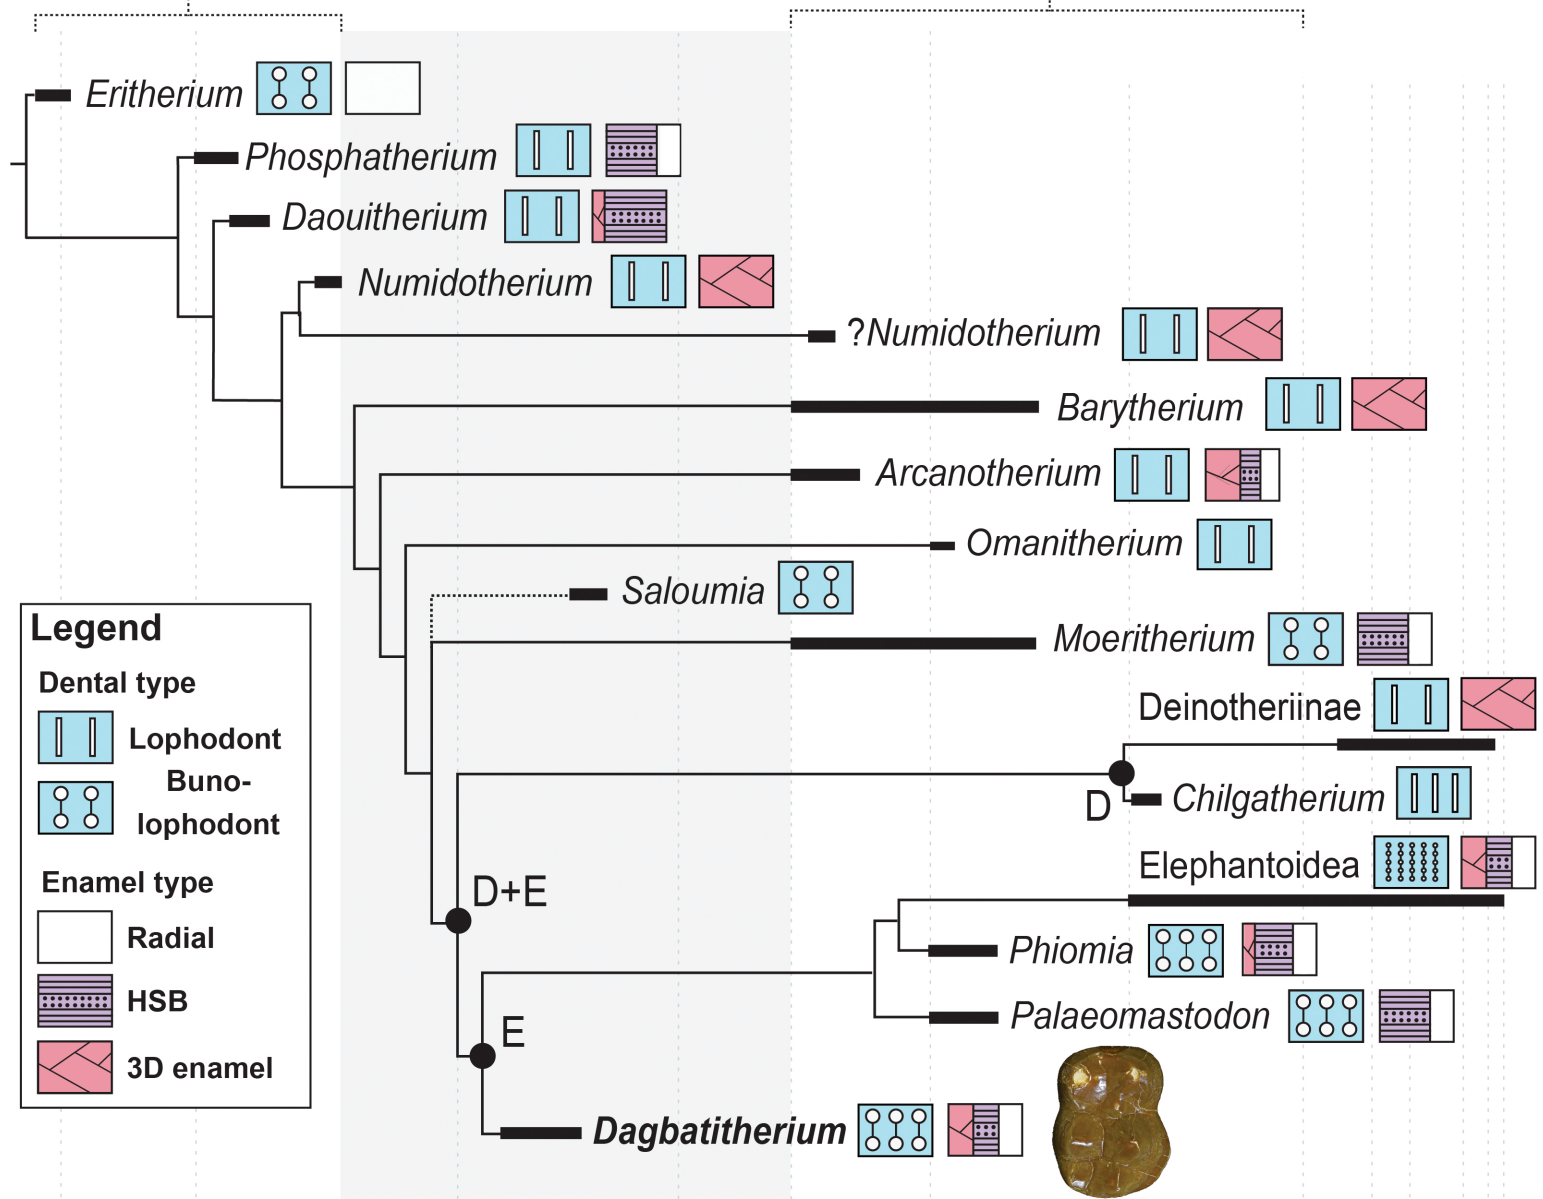 Eritherium
Phosphatherium
Daouitherium
Numidotherium
?Numidotherium
Barytherium
Arcanotherium
Omanitherium
Saloumia
Moeritherium
Deinotheriinae
D
Chilgatherium
Elephantoidea
D+E
Phiomia
Palaeomastodon
E
Dagbatitherium
Legend
Dental type
Lophodont
Buno-
lophodont
Enamel type
Radial
HSB
3D enamel